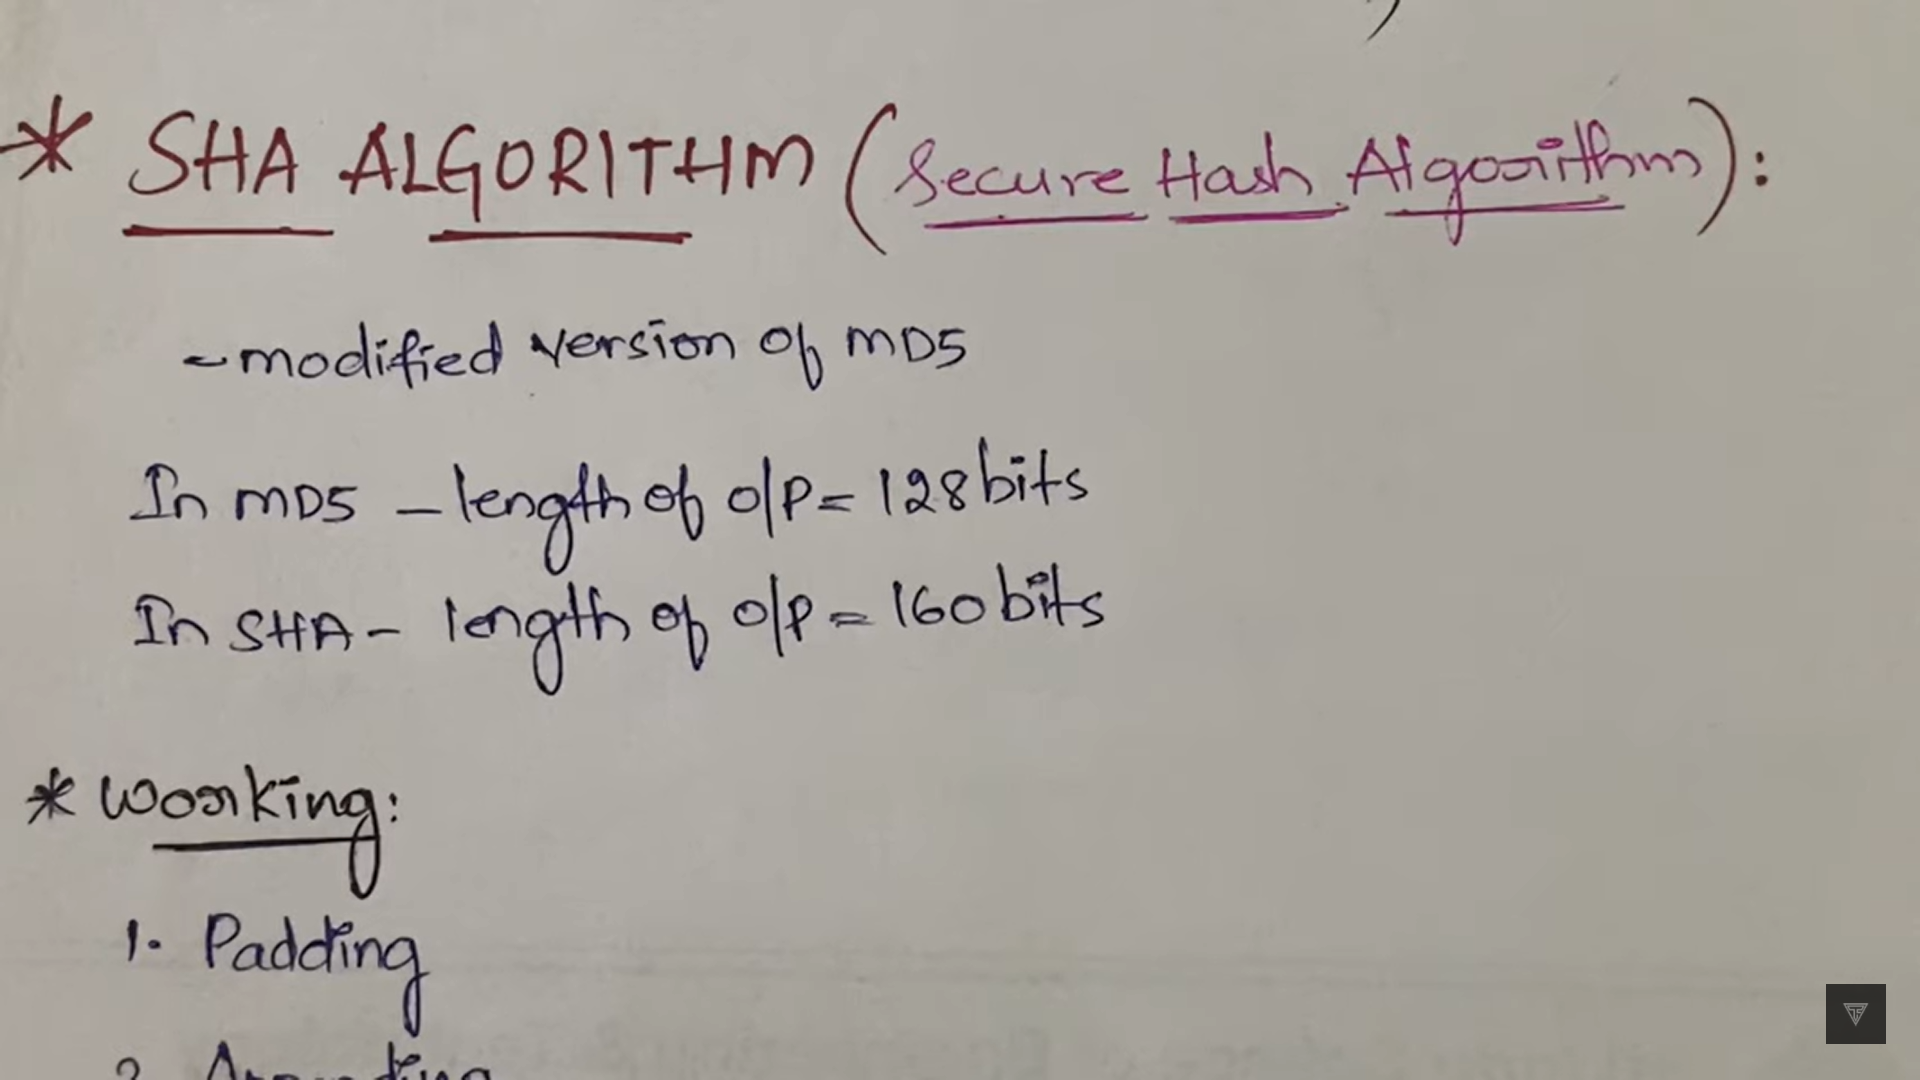 * SHA ALGORITHM (Secure Hash Algorithm):
- modified version of MD5
In MD5 - length of o/p = 128 bits
In SHA - length of o/p = 160 bits
* Working:
1. Padding
2. Appending